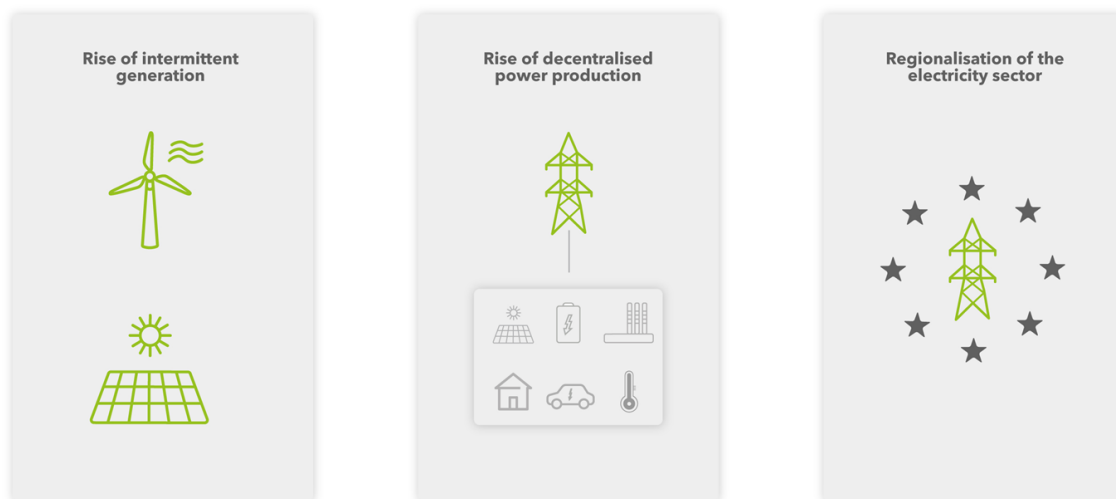 Rise of intermittent
generation
Rise of decentralised
power production
Regionalisation of the
electricity sector